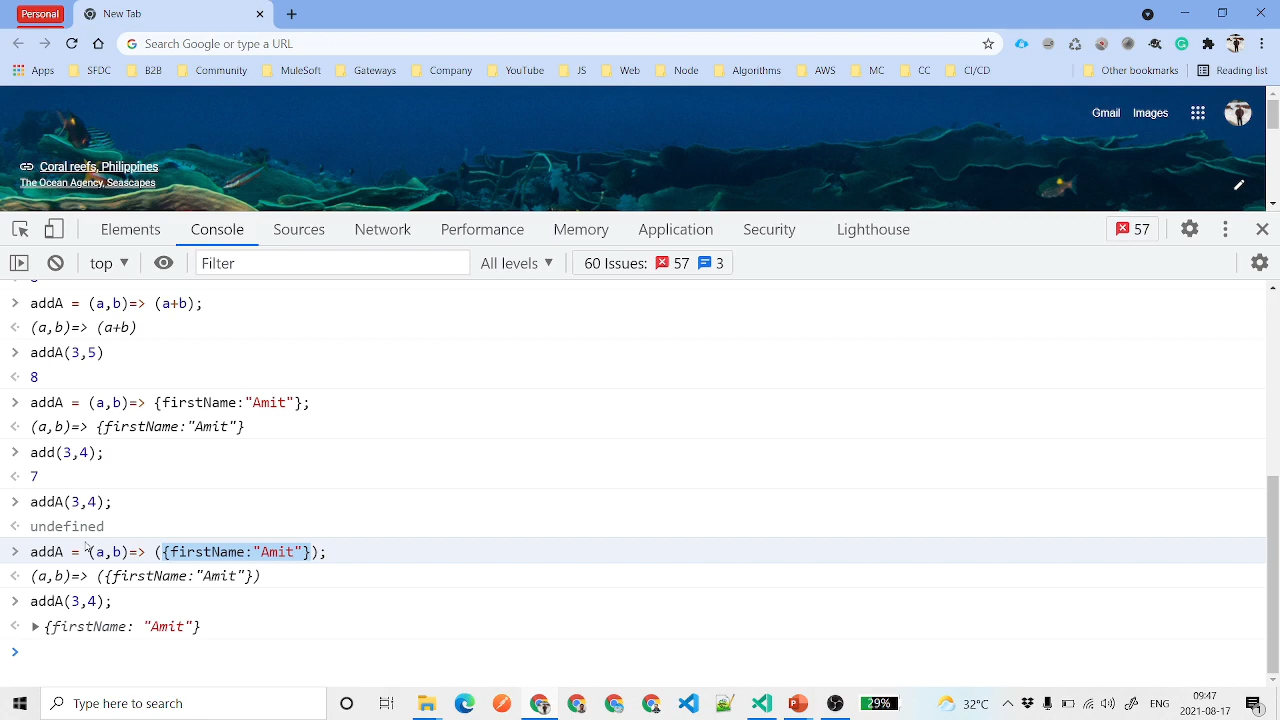 Personal
New Tab
Search Google or type a URL
Apps SFDC B2B Community MuleSoft Gateways Company YouTube JS Web Node Algorithms AWS MC CC CI/CD Other bookmarks Reading list
Gmail Images
Coral reefs, Philippines
The Ocean Agency, Seascapes
Elements Console Sources Network Performance Memory Application Security Lighthouse 57
top Filter All levels 60 Issues: 57 3
addA = (a,b)=> (a+b);
(a,b)=> (a+b)
addA(3,5)
8
addA = (a,b)=> {firstName:"Amit"};
(a,b)=> {firstName:"Amit"}
add(3,4);
7
addA(3,4);
undefined
addA = (a,b)=> ({firstName:"Amit"});
(a,b)=> ({firstName:"Amit"})
addA(3,4);
{firstName: "Amit"}
Type here to search
29%
32°C
ENG
09:47
2021-08-17